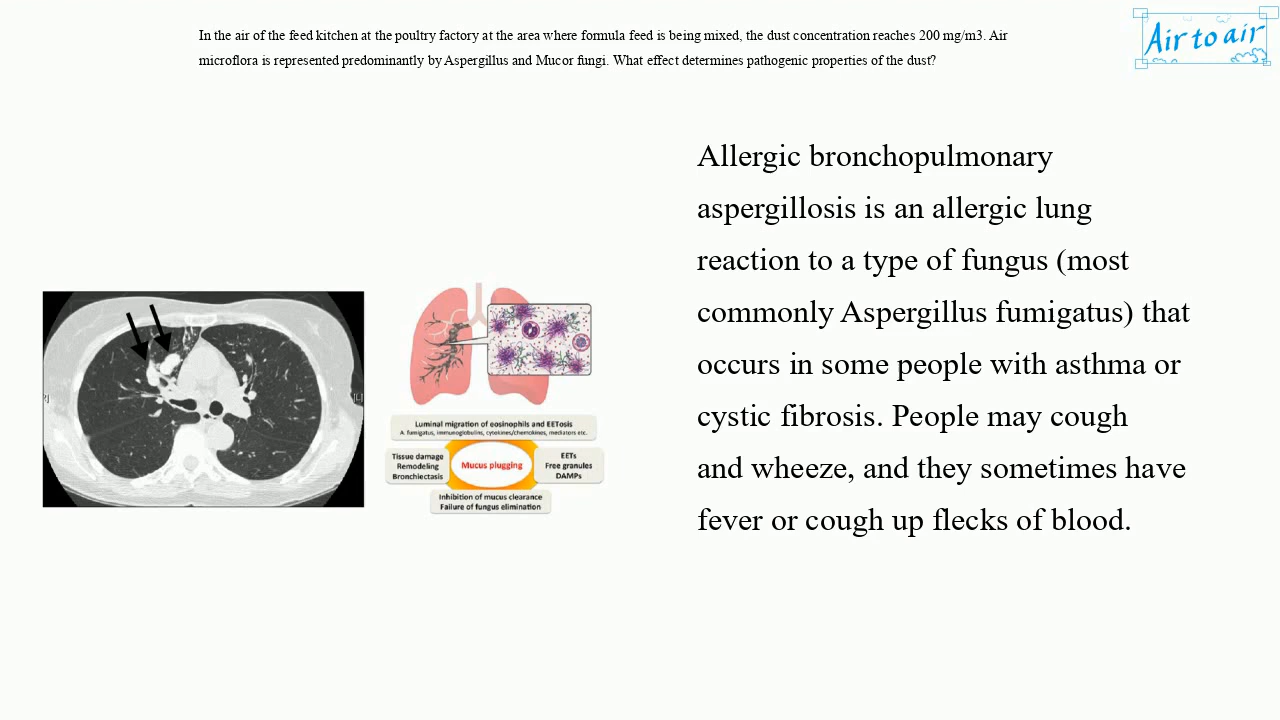 In the air of the feed kitchen at the poultry factory at the area where formula feed is being mixed, the dust concentration reaches 200 mg/m3. Air
microflora is represented predominantly by Aspergillus and Mucor fungi. What effect determines pathogenic properties of the dust?
Air to air
Allergic bronchopulmonary
aspergillosis is an allergic lung
reaction to a type of fungus (most
commonly Aspergillus fumigatus) that
occurs in some people with asthma or
cystic fibrosis. People may cough
and wheeze, and they sometimes have
fever or cough up flecks of blood.
Luminal migration of eosinophils and EETosis
A. fumigatus, immunoglobulins, cytokines/chemokines, mediators etc.
Tissue damage
Remodeling
Bronchiectasis
Mucus plugging
EETs
Free granules
DAMPs
Inhibition of mucus clearance
Failure of fungus elimination